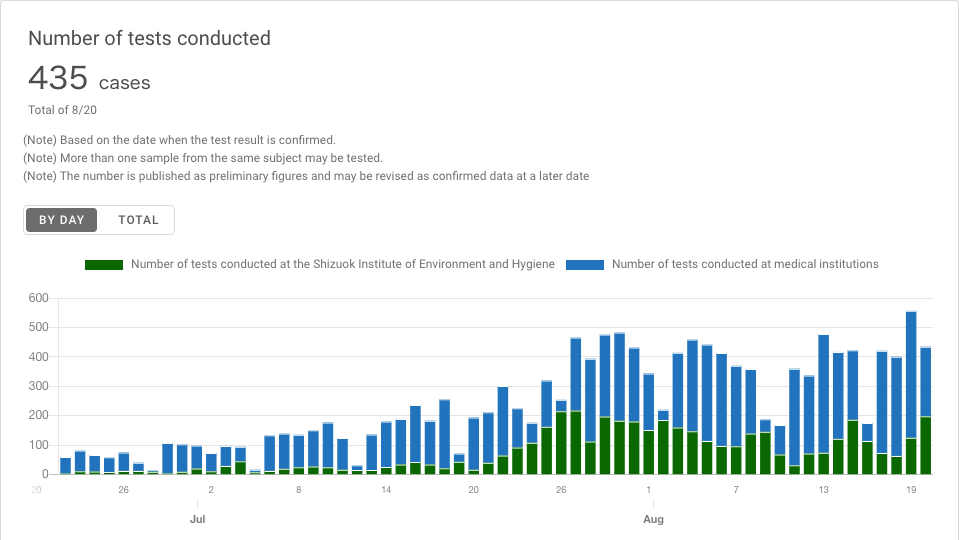 Number of tests conducted
435 cases
Total of 8/20
(Note) Based on the date when the test result is confirmed.
(Note) More than one sample from the same subject may be tested.
(Note) The number is published as preliminary figures and may be revised as confirmed data at a later date
BY DAY TOTAL
Number of tests conducted at the Shizuok Institute of Environment and Hygiene Number of tests conducted at medical institutions
600
500
400
300
200
100
0
20 26 2 8 14 20 26 1 7 13 19
Jul Aug